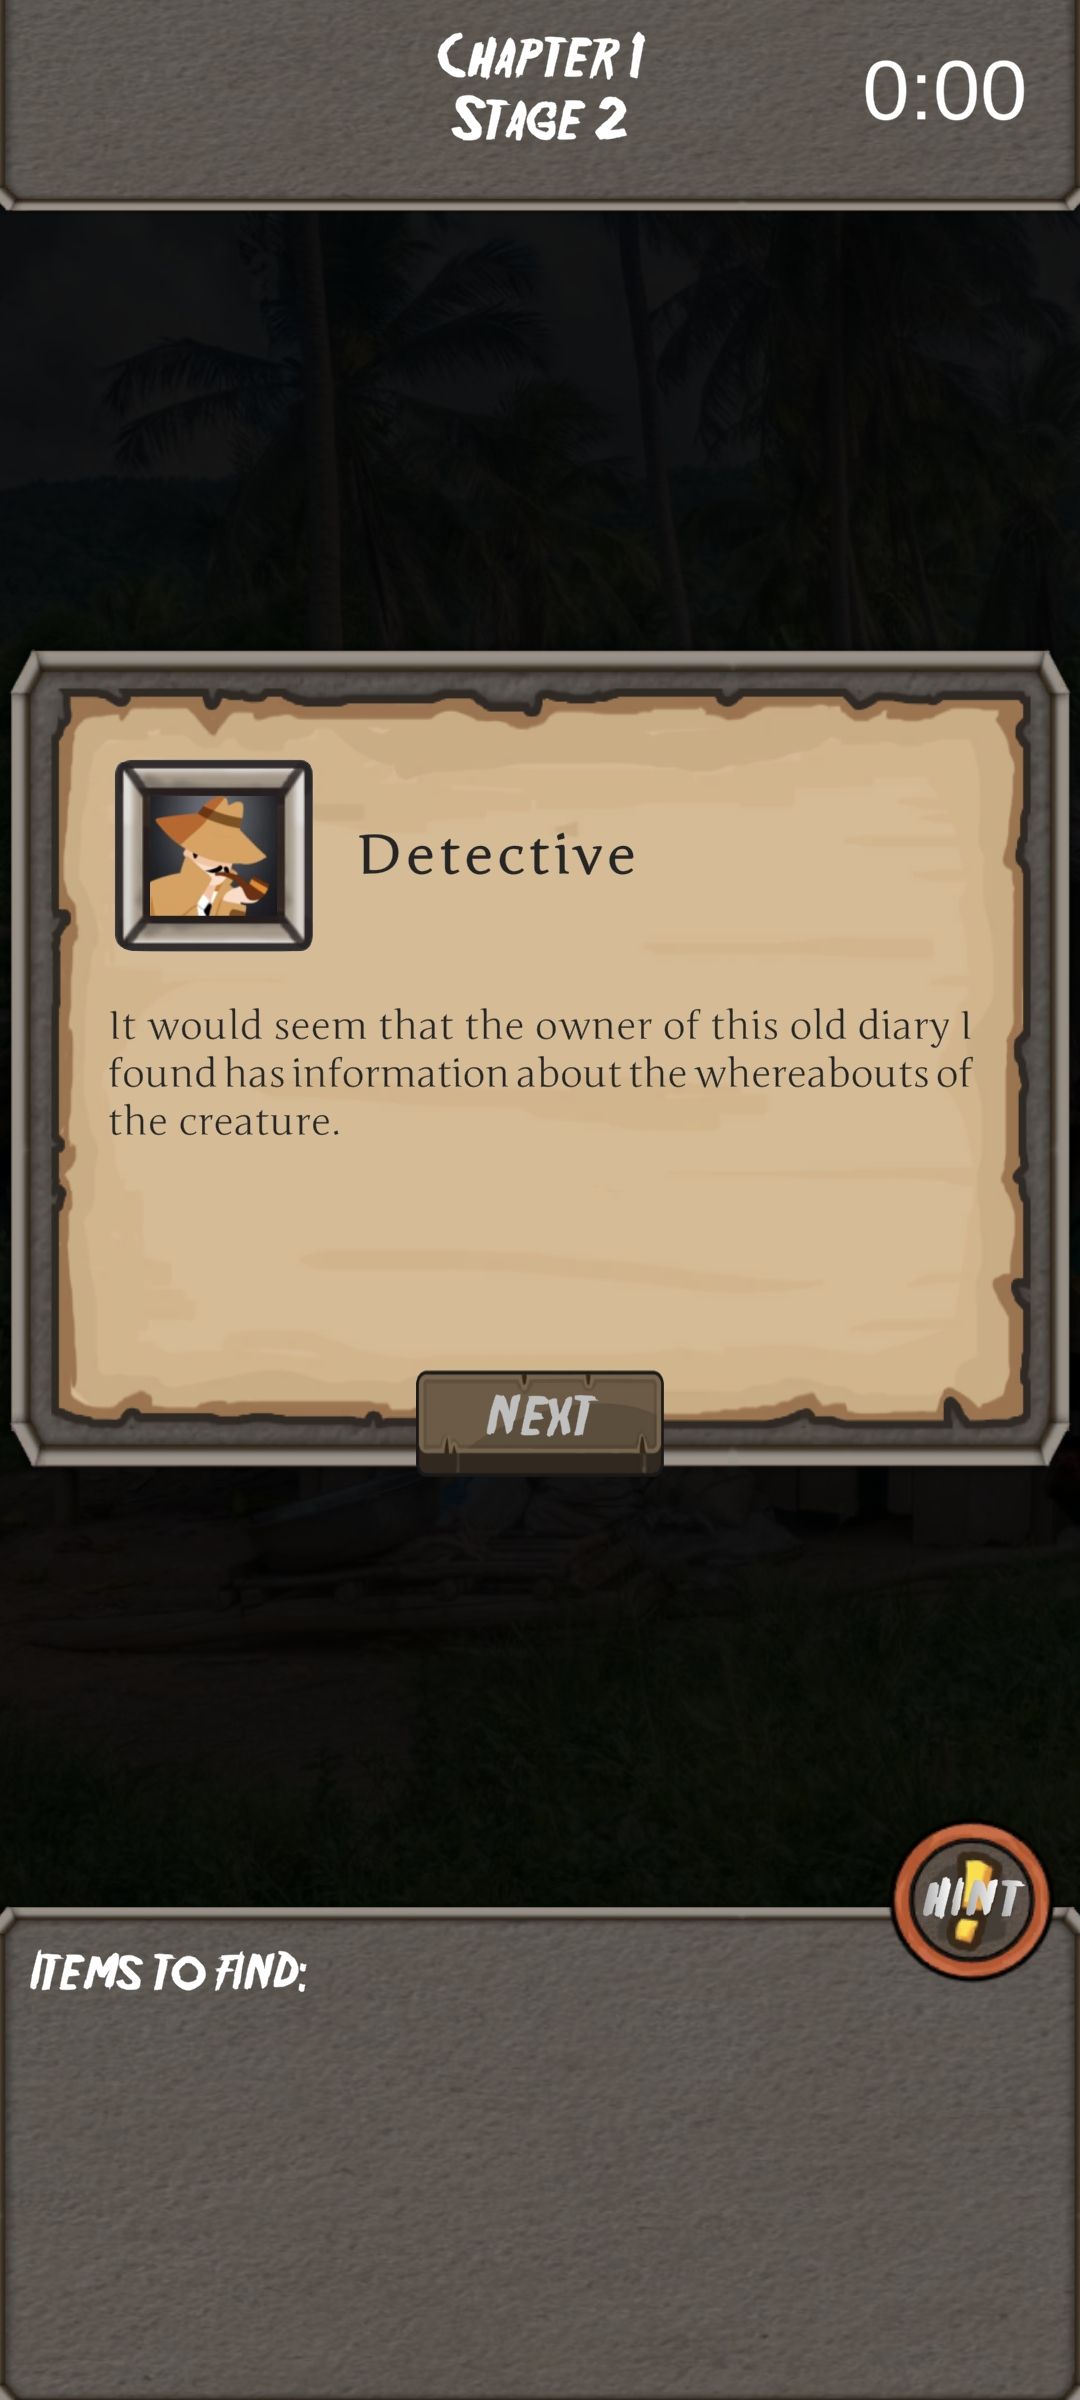 CHAPTER 1
STAGE 2
0:00
Detective
It would seem that the owner of this old diary I
found has information about the whereabouts of
the creature.
NEXT
HINT
ITEMS TO FIND: